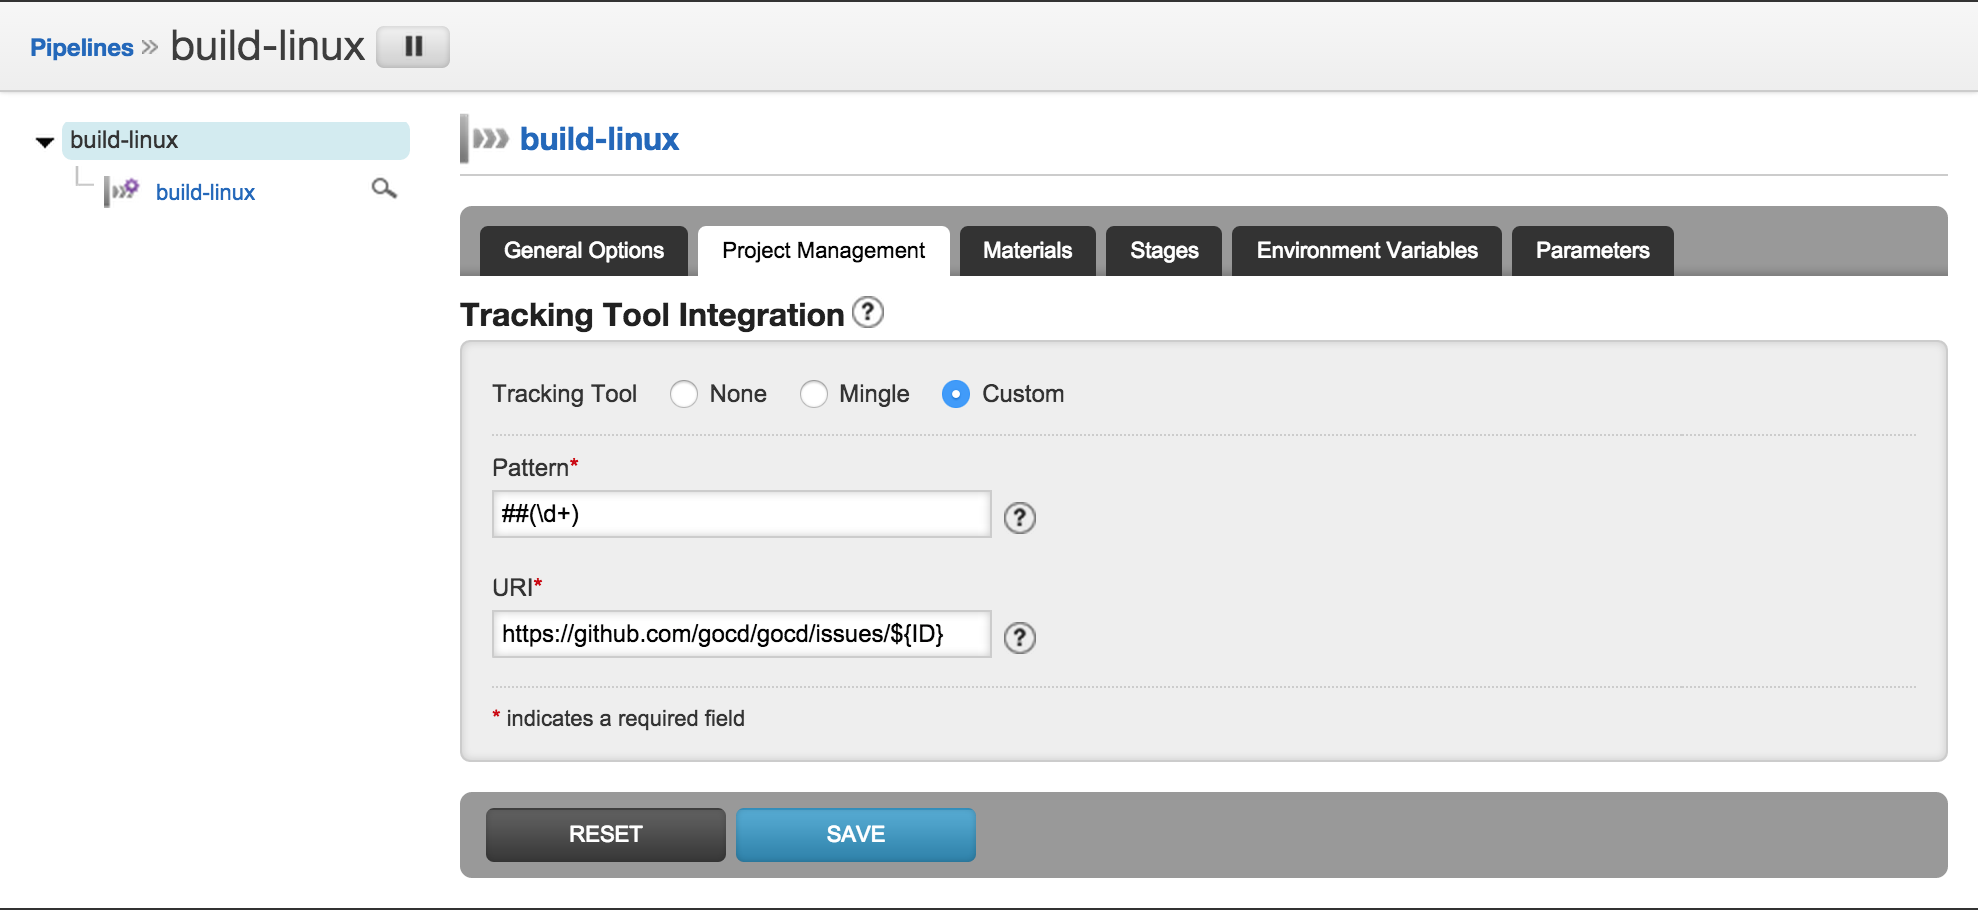 Pipelines » build-linux
build-linux
build-linux
build-linux
General Options Project Management Materials Stages Environment Variables Parameters
Tracking Tool Integration ?
Tracking Tool None Mingle Custom
Pattern*
##(\d+) ?
URI*
https://github.com/gocd/gocd/issues/${ID} ?
* indicates a required field
RESET SAVE